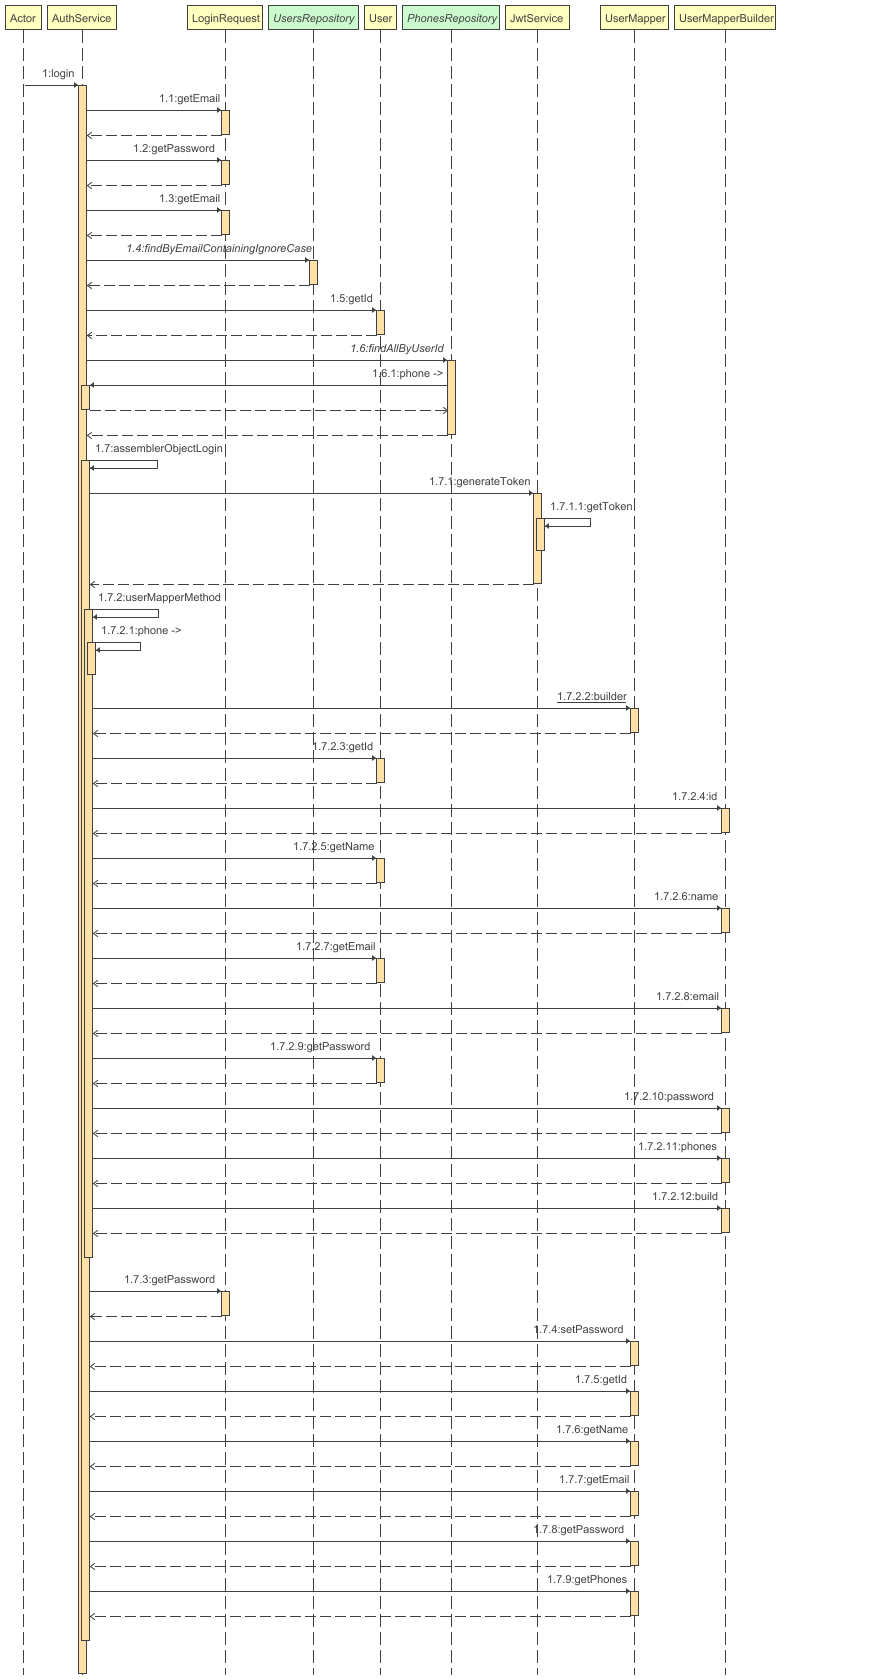 Actor AuthService LoginRequest UsersRepository User PhonesRepository JwtService UserMapper UserMapperBuilder
1:login
1.1:getEmail
1.2:getPassword
1.3:getEmail
1.4:findByEmailContainingIgnoreCase
1.5:getId
1.6:findAllByUserId
1.6.1:phone ->
1.7:assemblerObjectLogin
1.7.1:generateToken
1.7.1.1:getToken
1.7.2:userMapperMethod
1.7.2.1:phone ->
1.7.2.2:builder
1.7.2.3:getId
1.7.2.4:id
1.7.2.5:getName
1.7.2.6:name
1.7.2.7:getEmail
1.7.2.8:email
1.7.2.9:getPassword
1.7.2.10:password
1.7.2.11:phones
1.7.2.12:build
1.7.3:getPassword
1.7.4:setPassword
1.7.5:getId
1.7.6:getName
1.7.7:getEmail
1.7.8:getPassword
1.7.9:getPhones